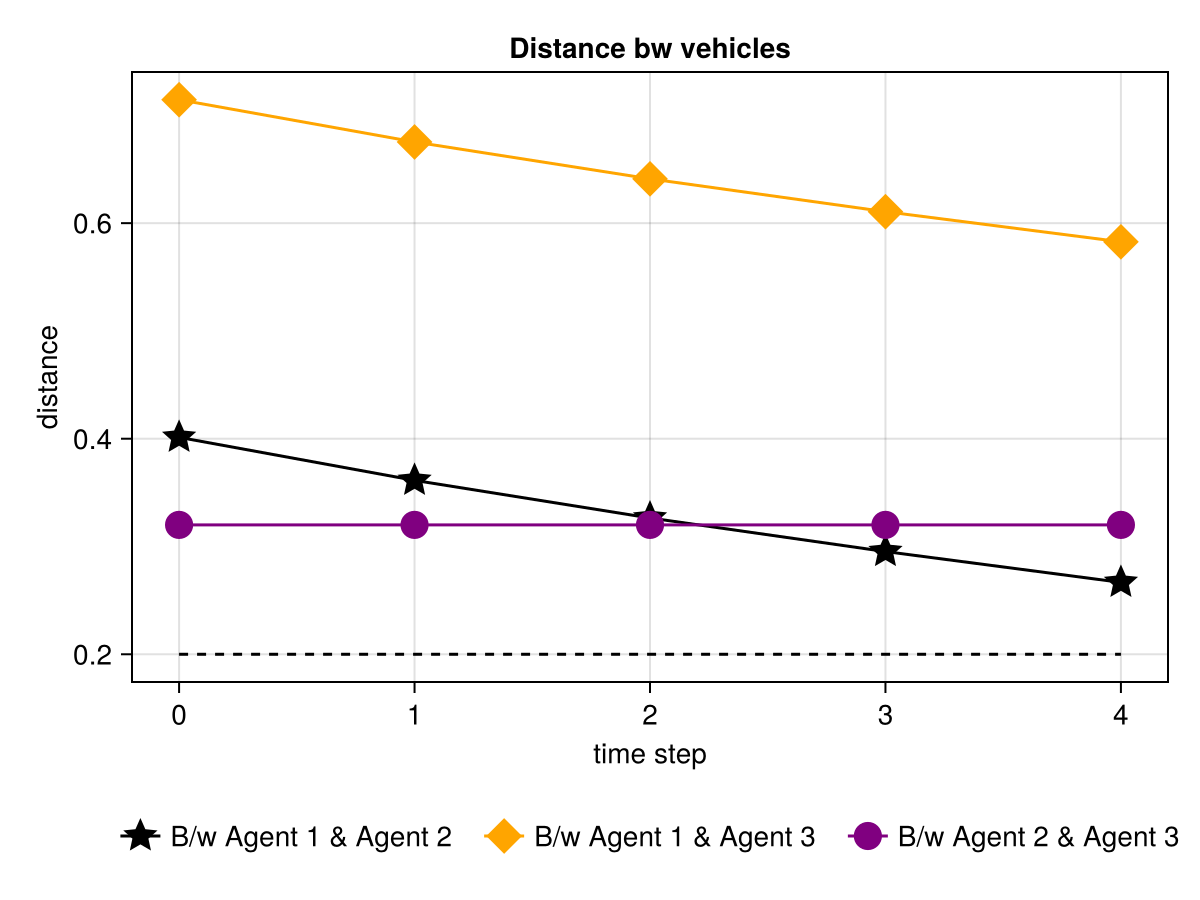 Distance bw vehicles
distance
0.6
0.4
0.2
0 1 2 3 4
time step
B/w Agent 1 & Agent 2 B/w Agent 1 & Agent 3 B/w Agent 2 & Agent 3